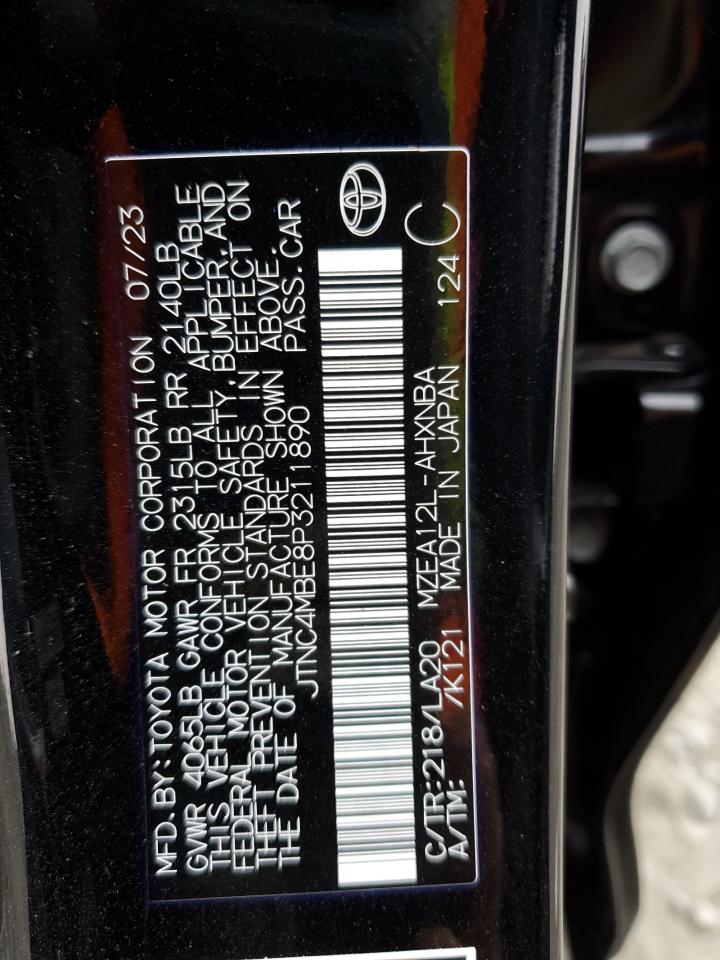 MFD. BY: TOYOTA MOTOR CORPORATION 07/23
GVWR 4065LB GAWR FR 2315LB RR 2140LB
THIS VEHICLE CONFORMS TO ALL APPLICABLE
FEDERAL MOTOR VEHICLE SAFETY, BUMPER, AND
THEFT PREVENTION STANDARDS IN EFFECT ON
THE DATE OF MANUFACTURE SHOWN ABOVE.
JTNC4MBE8P3211890 PASS. CAR
C/TR: 218/LA20 MZEA12L-AHXNBA
A/TM: /K121 MADE IN JAPAN 124 C